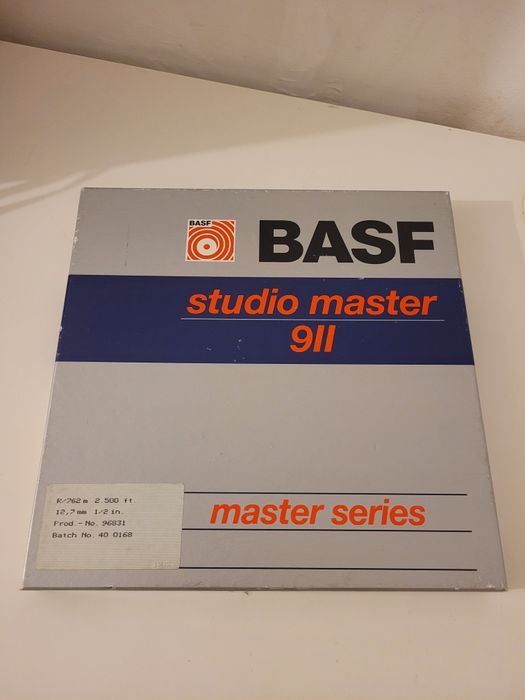 BASF
BASF
studio master
911
master series
R/762 m 2.500 ft.
12,7 mm 1/2 in.
Prod.-No. 96831
Batch No. 40 0168